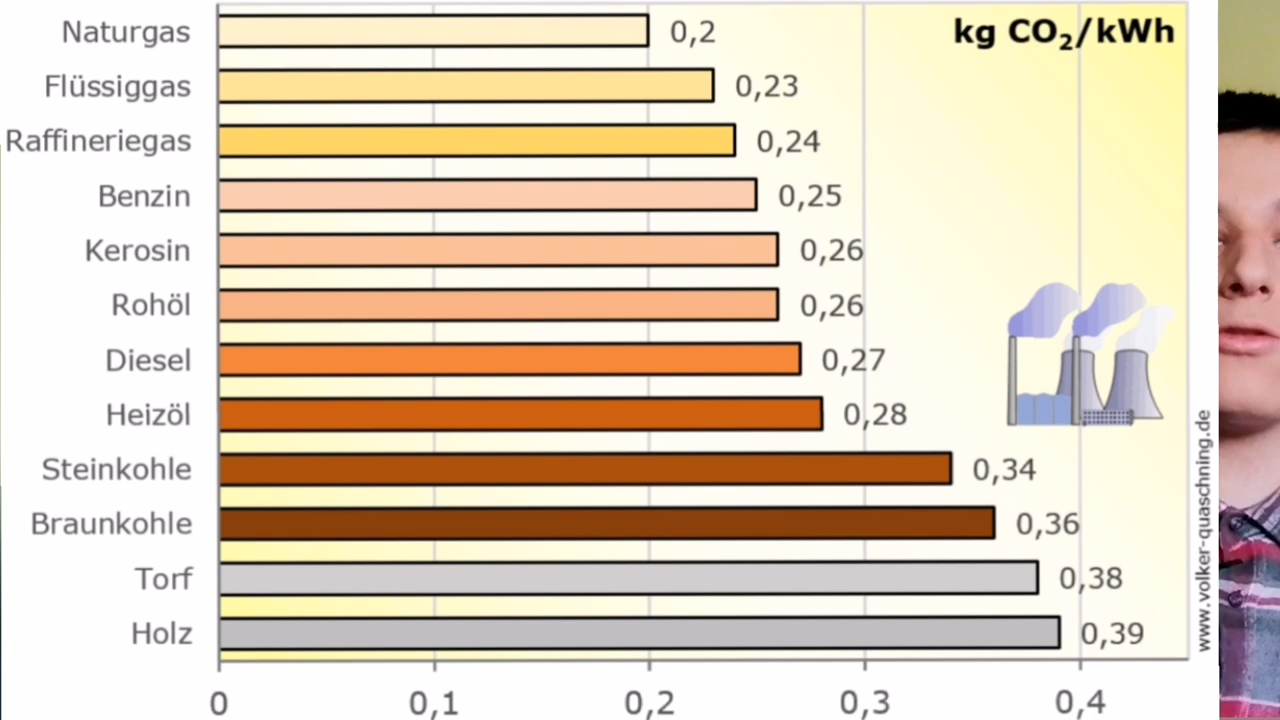 kg CO₂/kWh
Naturgas 0,2
Flüssiggas 0,23
Raffineriegas 0,24
Benzin 0,25
Kerosin 0,26
Rohöl 0,26
Diesel 0,27
Heizöl 0,28
Steinkohle 0,34
Braunkohle 0,36
Torf 0,38
Holz 0,39
0 0,1 0,2 0,3 0,4
www.volker-quaschning.de